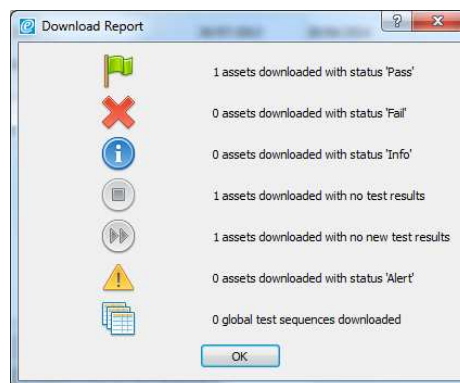 Download Report
1 assets downloaded with status 'Pass'
0 assets downloaded with status 'Fail'
0 assets downloaded with status 'Info'
1 assets downloaded with no test results
1 assets downloaded with no new test results
0 assets downloaded with status 'Alert'
0 global test sequences downloaded
OK